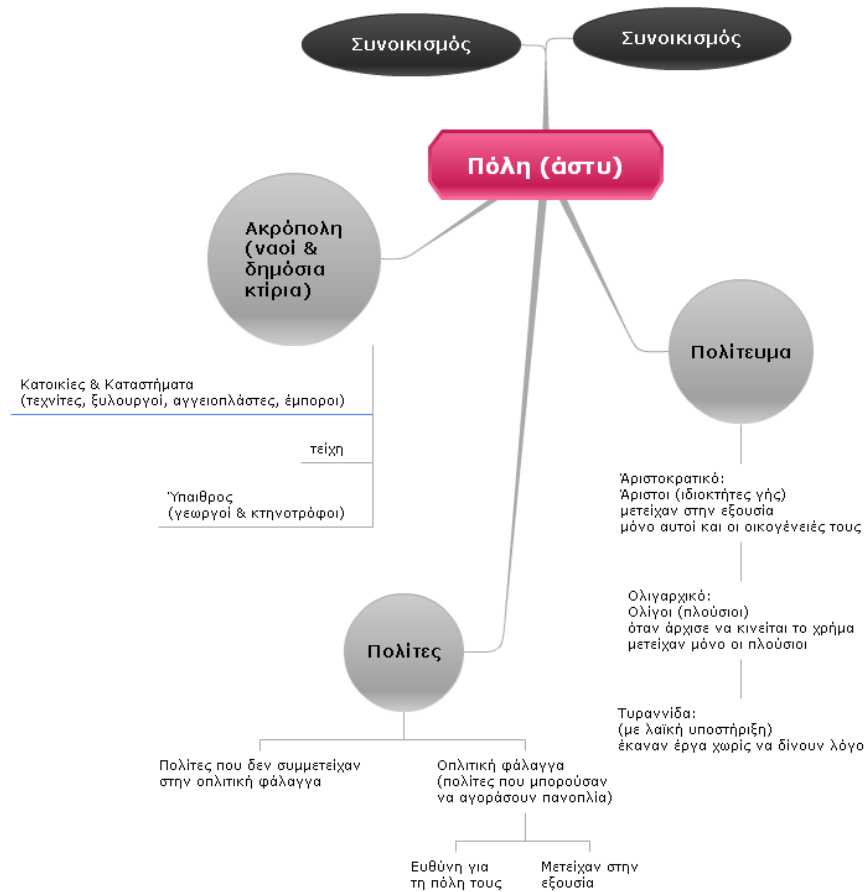 Συνοικισμός
Συνοικισμός
Πόλη (άστυ)
Ακρόπολη
(ναοί &
δημόσια
κτίρια)
Κατοικίες & Καταστήματα
(τεχνίτες, ξυλουργοί, αγγειοπλάστες, έμποροι)
τείχη
Ύπαιθρος
(γεωργοί & κτηνοτρόφοι)
Πολίτευμα
Άριστοκρατικό:
Άριστοι (ιδιοκτήτες γής)
μετείχαν στην εξουσία
μόνο αυτοί και οι οικογένειές τους
Ολιγαρχικό:
Ολίγοι (πλούσιοι)
όταν άρχισε να κινείται το χρήμα
μετείχαν μόνο οι πλούσιοι
Τυραννίδα:
(με λαϊκή υποστήριξη)
έκαναν έργα χωρίς να δίνουν λόγο
Πολίτες
Πολίτες που δεν συμμετείχαν
στην οπλιτική φάλαγγα
Οπλιτική φάλαγγα
(πολίτες που μπορούσαν
να αγοράσουν πανοπλία)
Ευθύνη για
τη πόλη τους
Μετείχαν στην
εξουσία